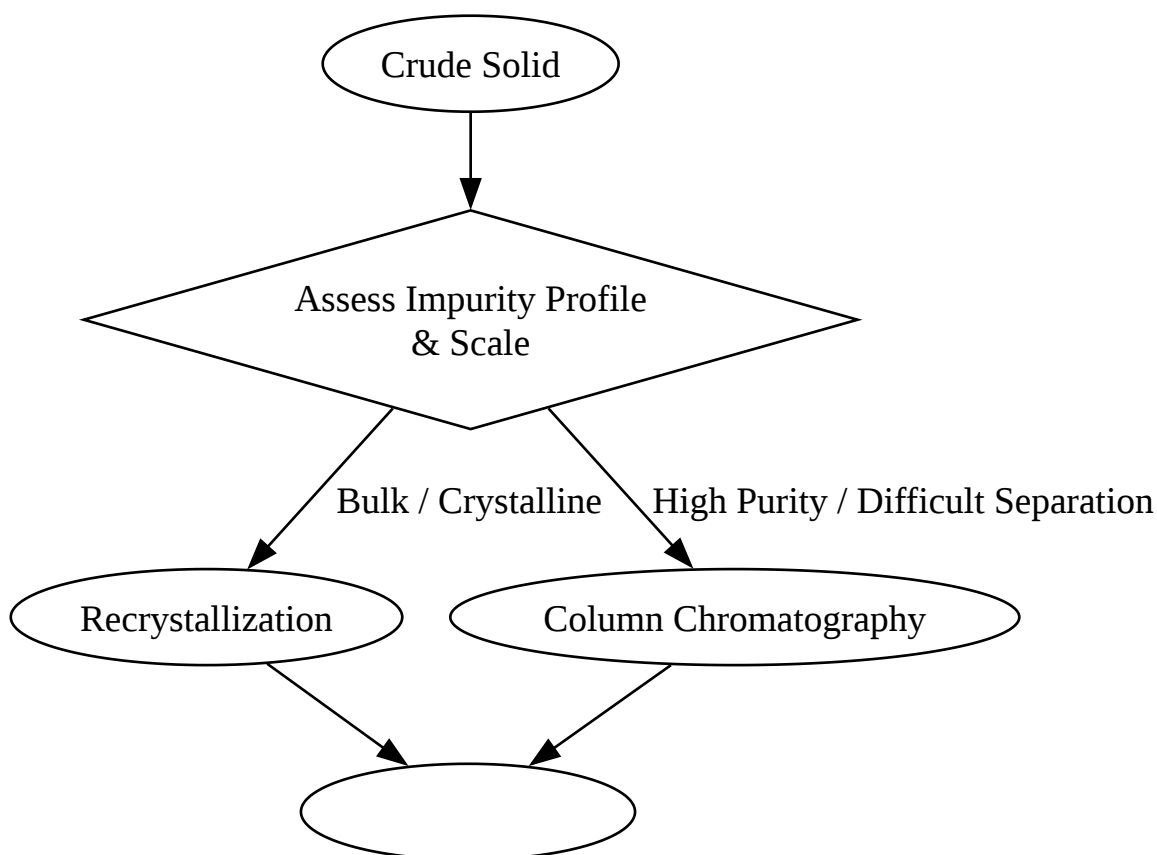 Crude Solid
Assess Impurity Profile
& Scale
Bulk / Crystalline
High Purity / Difficult Separation
Recrystallization
Column Chromatography